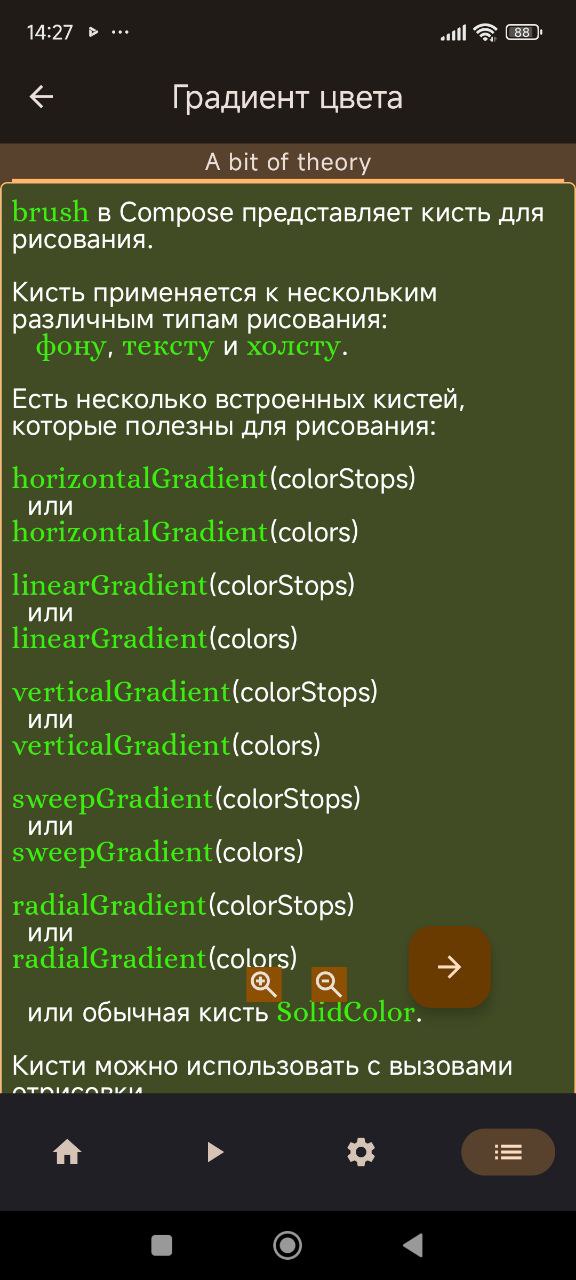 14:27
88
Градиент цвета
A bit of theory
brush в Compose представляет кисть для
рисования.
Кисть применяется к нескольким
различным типам рисования:
фону, тексту и холсту.
Есть несколько встроенных кистей,
которые полезны для рисования:
horizontalGradient(colorStops)
или
horizontalGradient(colors)
linearGradient(colorStops)
или
linearGradient(colors)
verticalGradient(colorStops)
или
verticalGradient(colors)
sweepGradient(colorStops)
или
sweepGradient(colors)
radialGradient(colorStops)
или
radialGradient(colors)
или обычная кисть SolidColor.
Кисти можно использовать с вызовами
отрисовки